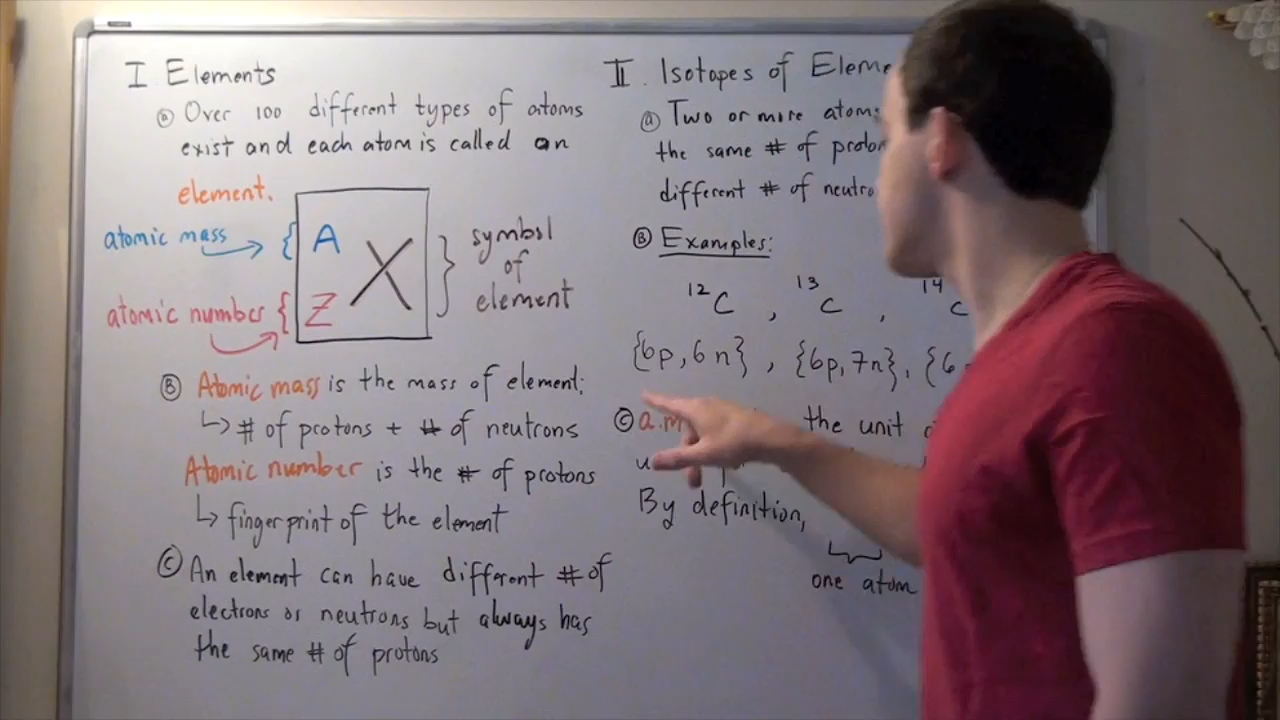 I. Elements
ⓐ Over 100 different types of atoms
exist and each atom is called an
element.
atomic mass
A
X
symbol
of
element
atomic number
Z
Ⓑ Atomic mass is the mass of element:
↳ # of protons + # of neutrons
Atomic number is the # of protons
↳ fingerprint of the element
Ⓒ An element can have different # of
electrons or neutrons but always has
the same # of protons
II. Isotopes of Eleme
ⓐ Two or more atoms
the same # of proton
different # of neutro
Ⓑ Examples:
12C , 13C , 14C
{6p, 6n} , {6p, 7n}, {6
Ⓒ a.m the unit
By definition,
one atom